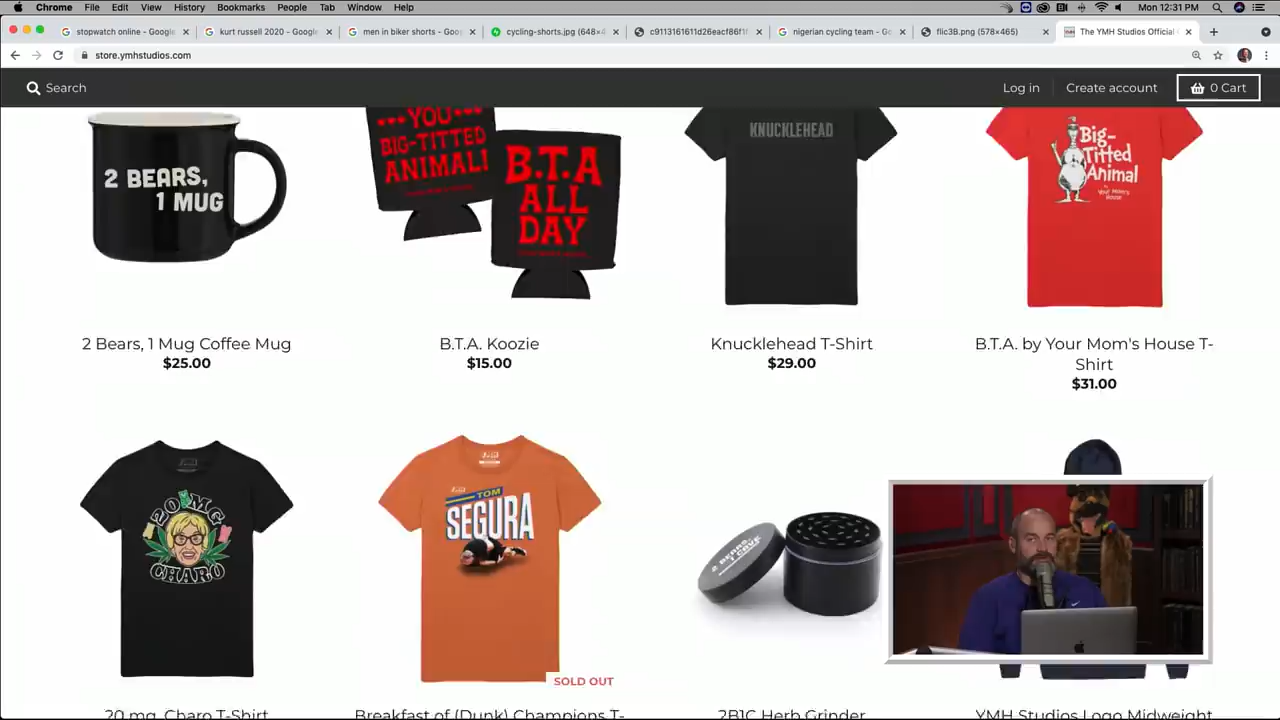 Chrome File Edit View History Bookmarks People Tab Window Help Mon 12:31 PM
stopwatch online - Google kurt russell 2020 - Google men in biker shorts - Goo cycling-shorts.jpg (648×4 c9113161611d26eacf86f1f nigerian cycling team - Go flic3B.png (578×465) The YMH Studios Official
store.ymhstudios.com
Search Log in Create account 0 Cart
2 BEARS,
1 MUG
YOU
BIG-TITTED
ANIMAL!
B.T.A
ALL
DAY
KNUCKLEHEAD
Big-
Titted
Animal
by
Your Mom's
House
2 Bears, 1 Mug Coffee Mug
$25.00
B.T.A. Koozie
$15.00
Knucklehead T-Shirt
$29.00
B.T.A. by Your Mom's House T-
Shirt
$31.00
20 MG
CHARO
TOM
SEGURA
2 BEARS
1 CAVE
SOLD OUT
20 mg. Charo T-Shirt
Breakfast of (Dunk) Champions T-
2B1C Herb Grinder
YMH Studios Logo Midweight